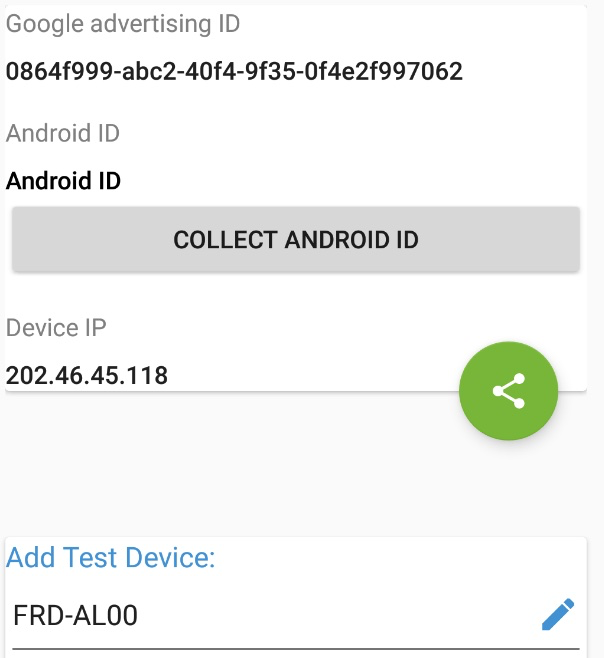 Google advertising ID
0864f999-abc2-40f4-9f35-0f4e2f997062
Android ID
Android ID
COLLECT ANDROID ID
Device IP
202.46.45.118
Add Test Device:
FRD-AL00